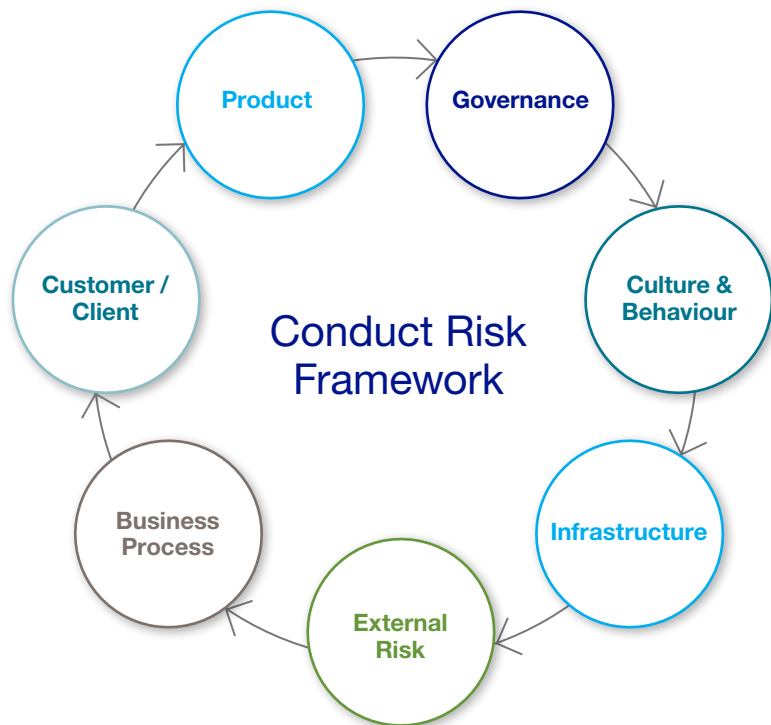 Product
Governance
Customer /
Client
Culture &
Behaviour
Conduct Risk
Framework
Business
Process
Infrastructure
External
Risk